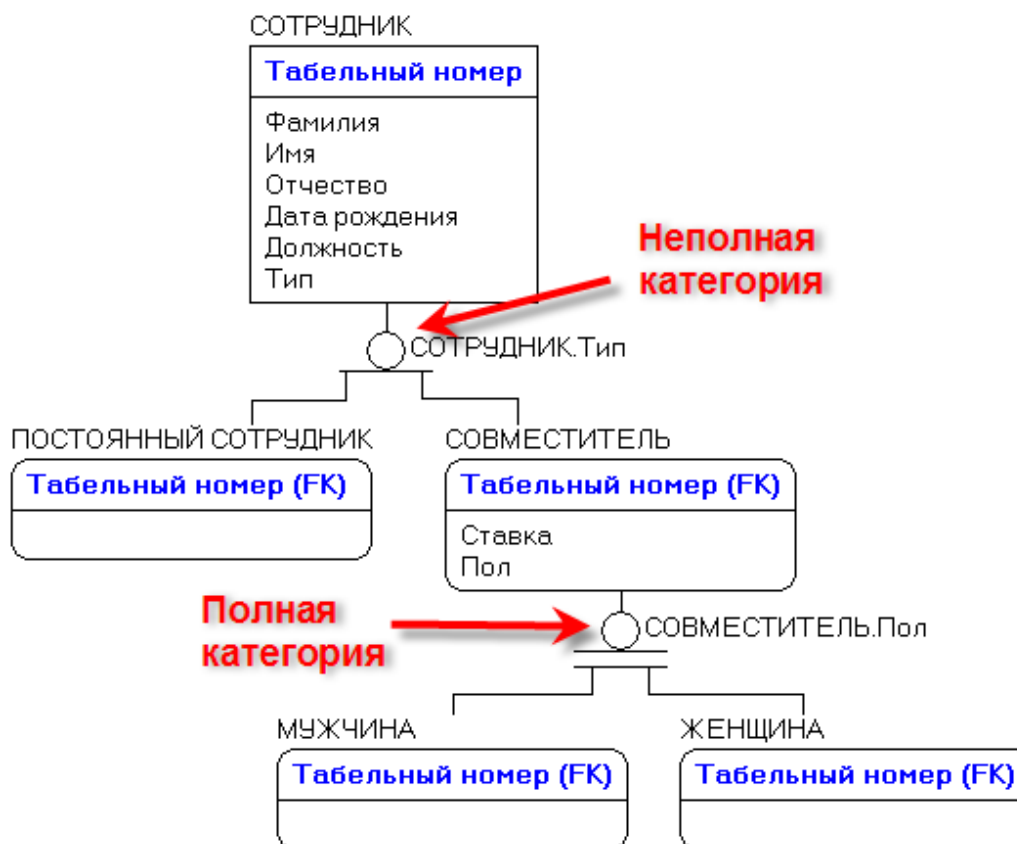 СОТРУДНИК
Табельный номер
Фамилия
Имя
Отчество
Дата рождения
Должность
Тип
Неполная
категория
СОТРУДНИК.Тип
ПОСТОЯННЫЙ СОТРУДНИК
Табельный номер (FK)
СОВМЕСТИТЕЛЬ
Табельный номер (FK)
Ставка
Пол
Полная
категория
СОВМЕСТИТЕЛЬ.Пол
МУЖЧИНА
Табельный номер (FK)
ЖЕНЩИНА
Табельный номер (FK)